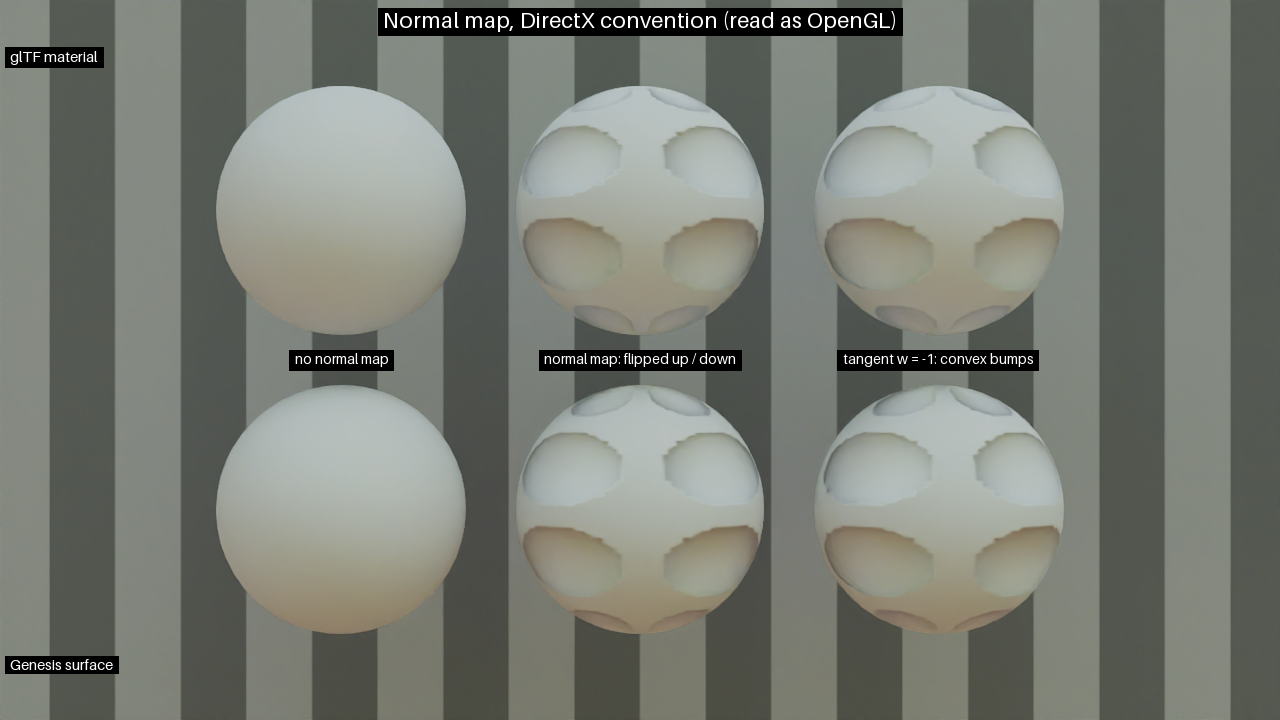 Normal map, DirectX convention (read as OpenGL)
glTF material
no normal map
normal map: flipped up / down
tangent w = -1: convex bumps
Genesis surface